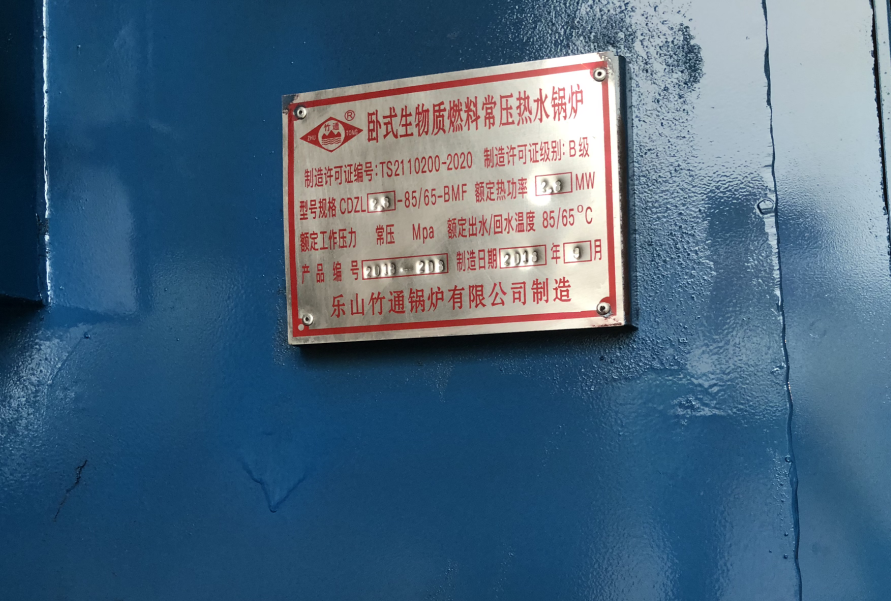 竹通 ®
卧式生物质燃料常压热水锅炉
制造许可证编号:TS2110200-2020 制造许可证级别:B级
型号规格 CDZL -85/65-BMF 额定热功率 MW
额定工作压力 常压 Mpa 额定出水/回水温度 85/65°C
产品编号 制造日期 年 月
乐山竹通锅炉有限公司制造